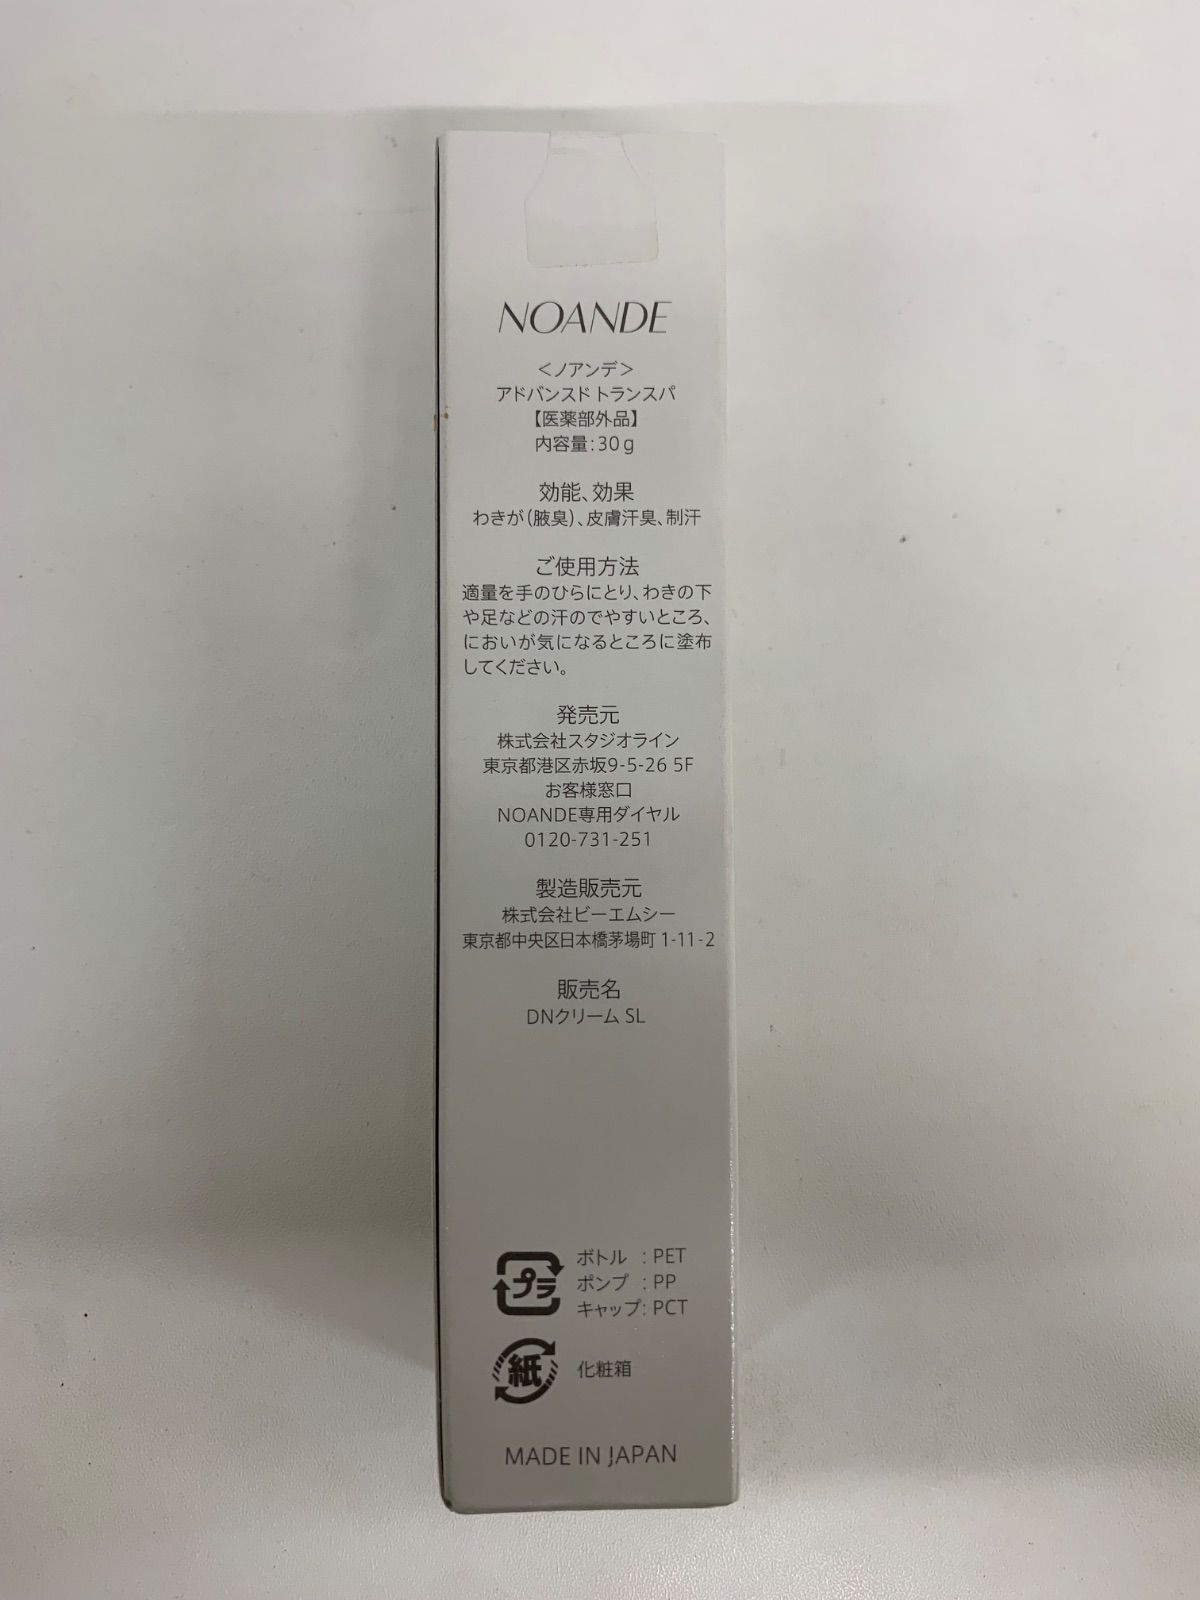 NOANDE
＜ノアンデ＞
アドバンスド トランスパ
【医薬部外品】
内容量：30g
効能、効果
わきが（腋臭）、皮膚汗臭、制汗
ご使用方法
適量を手のひらにとり、わきの下
や足などの汗のでやすいところ、
においが気になるところに塗布
してください。
発売元
株式会社スタジオライン
東京都港区赤坂9-5-26 5F
お客様窓口
NOANDE専用ダイヤル
0120-731-251
製造販売元
株式会社ビーエムシー
東京都中央区日本橋茅場町 1-11-2
販売名
DNクリーム SL
プラ
ボトル ：PET
ポンプ ：PP
キャップ：PCT
紙
化粧箱
MADE IN JAPAN